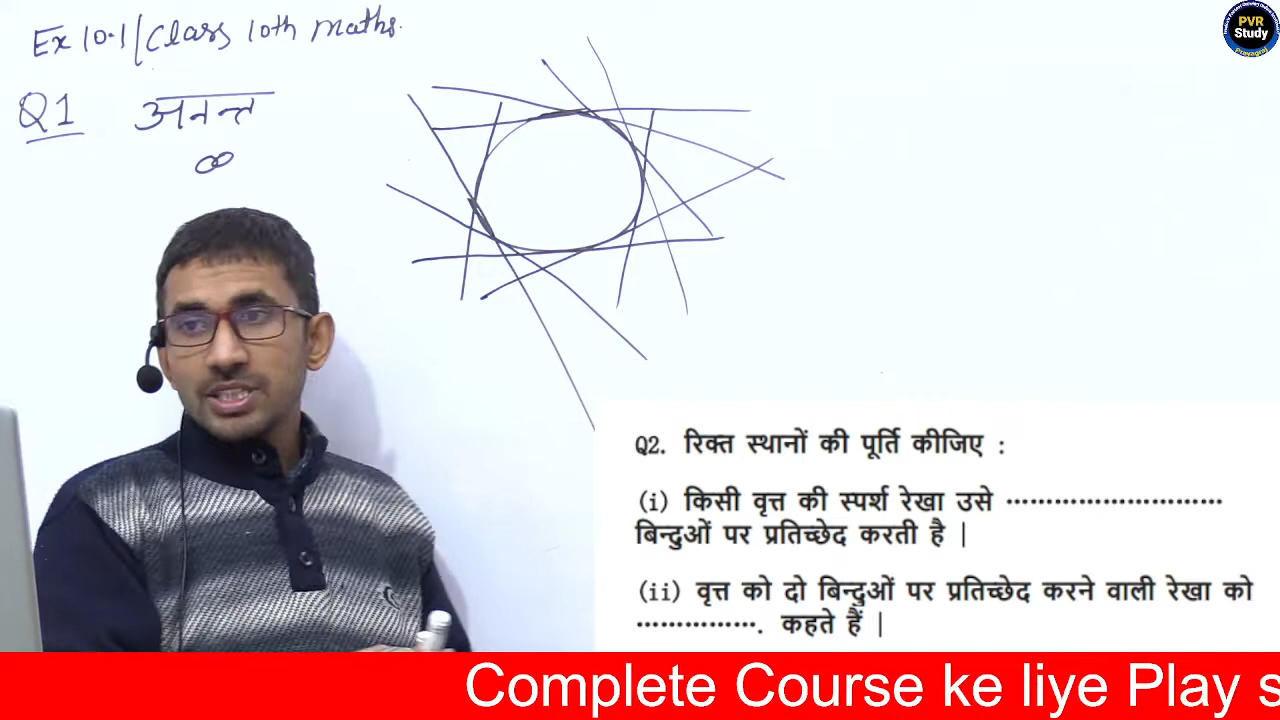 Ex 10.1/Class 10th Maths.
Q1 अनन्त
∞
PVR
Study
Prayagraj
Q2. रिक्त स्थानों की पूर्ति कीजिए :
(i) किसी वृत्त की स्पर्श रेखा उसे ...........................
बिन्दुओं पर प्रतिच्छेद करती है |
(ii) वृत्त को दो बिन्दुओं पर प्रतिच्छेद करने वाली रेखा को
................ कहते हैं |
Complete Course ke liye Play s